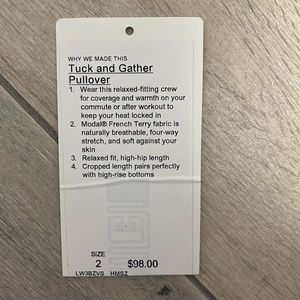 WHY WE MADE THIS
Tuck and Gather
Pullover
1. Wear this relaxed-fitting crew
for coverage and warmth on your
commute or after workout to
keep your heat locked in
2. Modal® French Terry fabric is
naturally breathable, four-way
stretch, and soft against your
skin
3. Relaxed fit, high-hip length
4. Cropped length pairs perfectly
with high-rise bottoms
SIZE
2 $98.00
LW3BZVS HMSZ